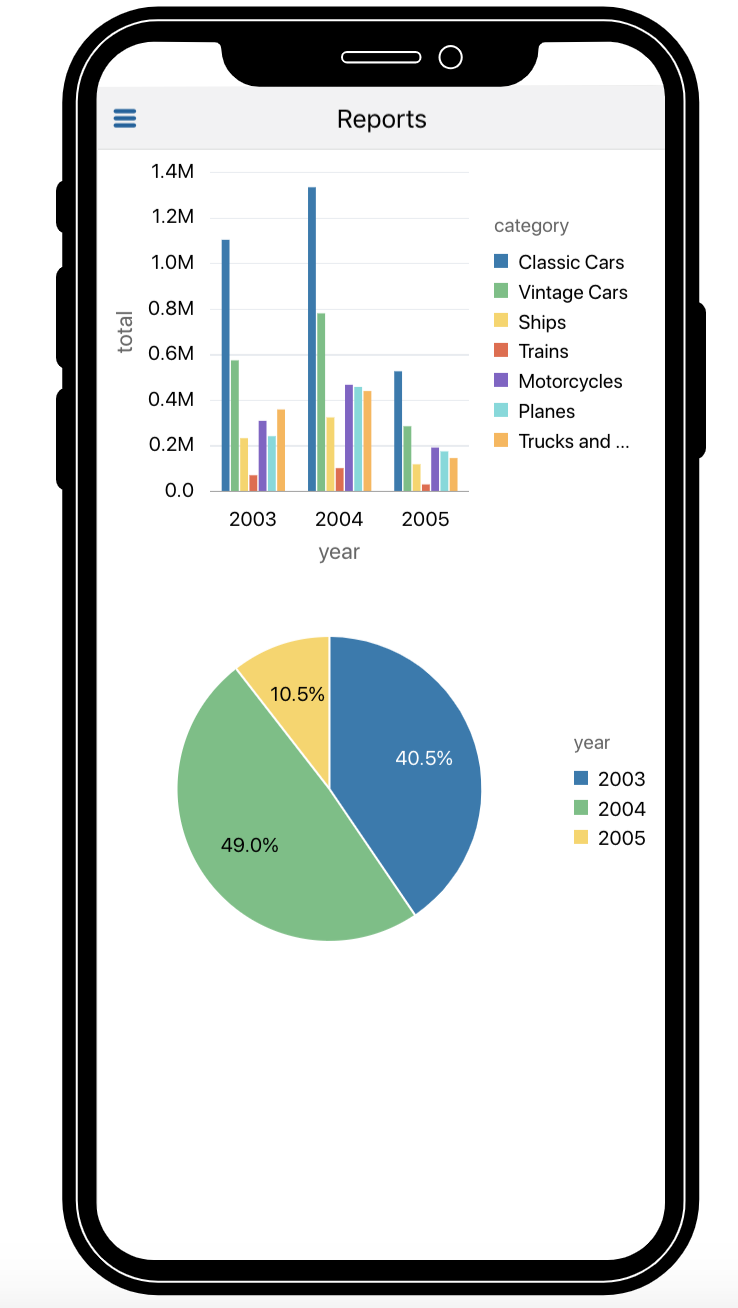 Reports
1.4M
1.2M
1.0M
0.8M
0.6M
0.4M
0.2M
0.0
total
2003 2004 2005
year
category
Classic Cars
Vintage Cars
Ships
Trains
Motorcycles
Planes
Trucks and ...
10.5%
40.5%
49.0%
year
2003
2004
2005